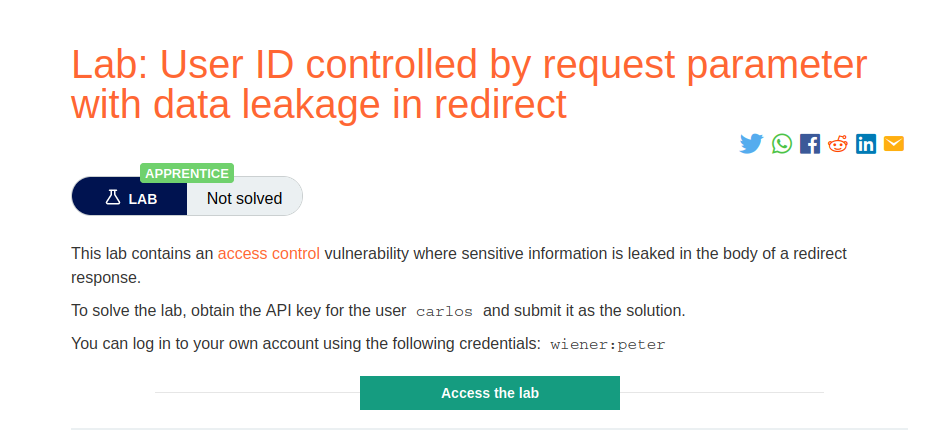 Lab: User ID controlled by request parameter
with data leakage in redirect
APPRENTICE
LAB
Not solved
This lab contains an access control vulnerability where sensitive information is leaked in the body of a redirect
response.
To solve the lab, obtain the API key for the user carlos and submit it as the solution.
You can log in to your own account using the following credentials: wiener:peter
Access the lab